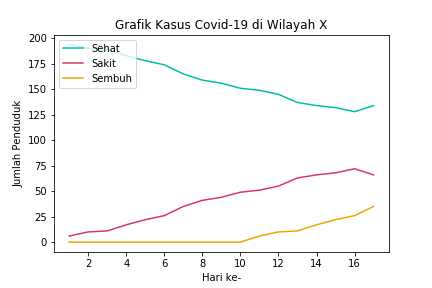 Grafik Kasus Covid-19 di Wilayah X
Sehat
Sakit
Sembuh
Jumlah Penduduk
200
175
150
125
100
75
50
25
0
2 4 6 8 10 12 14 16
Hari ke-